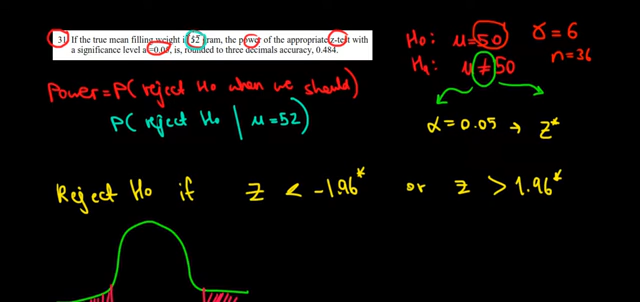 31. If the true mean filling weight is 52 gram, the power of the appropriate z-test with
a significance level α=0.05, is, rounded to three decimals accuracy, 0.484.
H0: μ=50 σ=6
H1: μ≠50 n=36
Power=P(reject H0 when we should)
P(reject H0 | μ=52)
α=0.05 → Z*
Reject H0 if Z < -1.96* or Z > 1.96*